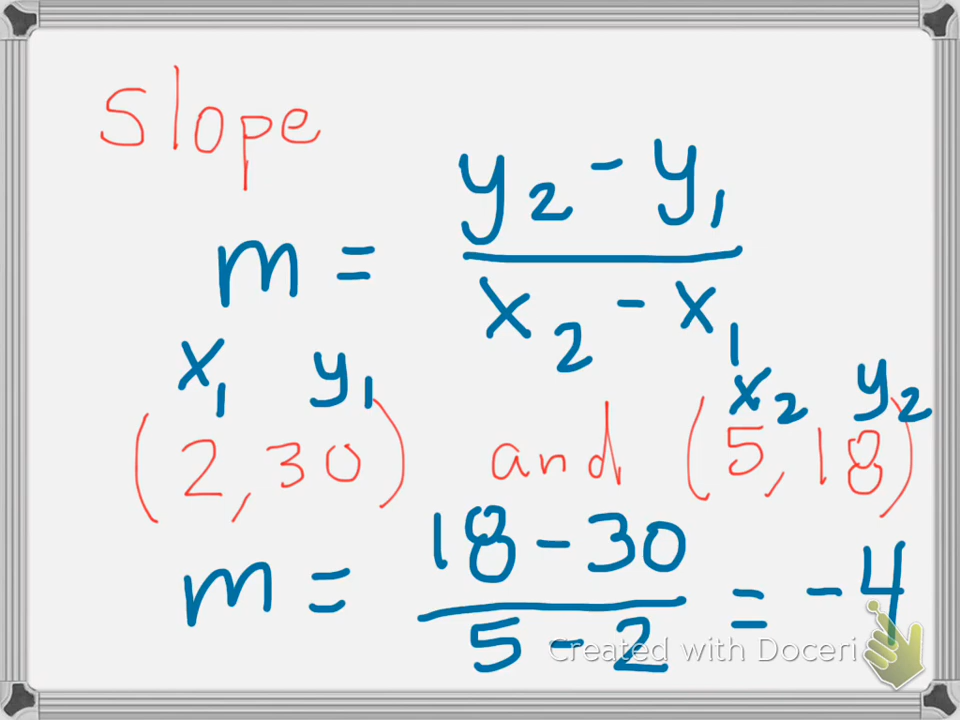 Slope
m = y₂ - y₁
x₂ - x₁
x₁ y₁ x₂ y₂
(2, 30) and (5, 18)
m = 18 - 30 = -4
5 - 2
Created with Doceri